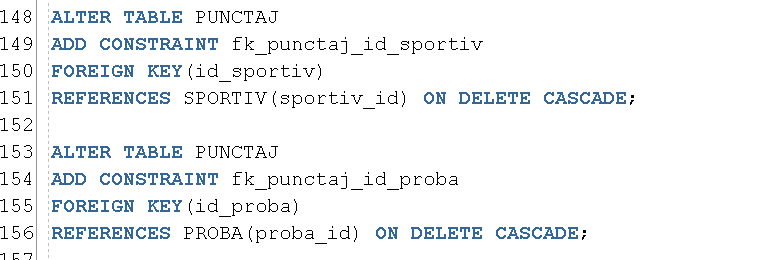 148 ALTER TABLE PUNCTAJ
149 ADD CONSTRAINT fk_punctaj_id_sportiv
150 FOREIGN KEY(id_sportiv)
151 REFERENCES SPORTIV(sportiv_id) ON DELETE CASCADE;
152
153 ALTER TABLE PUNCTAJ
154 ADD CONSTRAINT fk_punctaj_id_proba
155 FOREIGN KEY(id_proba)
156 REFERENCES PROBA(proba_id) ON DELETE CASCADE;
157